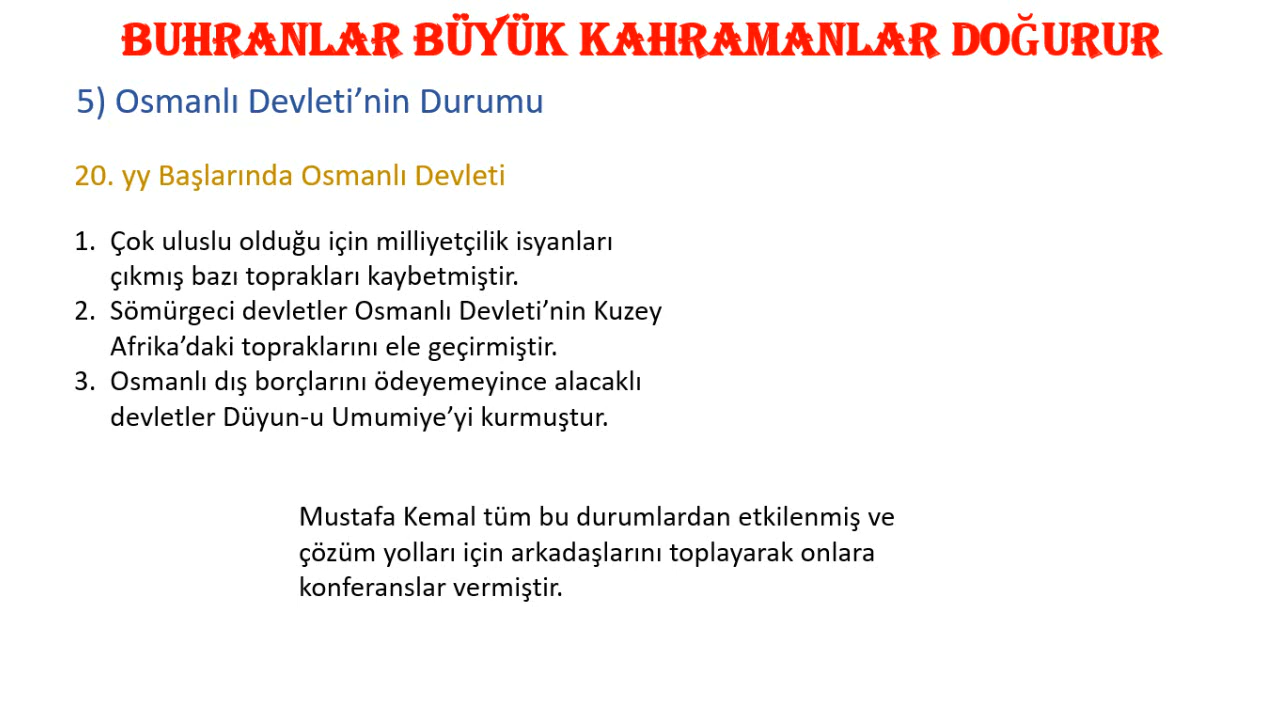 BUHRANLAR BÜYÜK KAHRAMANLAR DOĞURUR
5) Osmanlı Devleti’nin Durumu
20. yy Başlarında Osmanlı Devleti
1. Çok uluslu olduğu için milliyetçilik isyanları
çıkmış bazı toprakları kaybetmiştir.
2. Sömürgeci devletler Osmanlı Devleti’nin Kuzey
Afrika’daki topraklarını ele geçirmiştir.
3. Osmanlı dış borçlarını ödeyemeyince alacaklı
devletler Düyun-u Umumiye’yi kurmuştur.
Mustafa Kemal tüm bu durumlardan etkilenmiş ve
çözüm yolları için arkadaşlarını toplayarak onlara
konferanslar vermiştir.